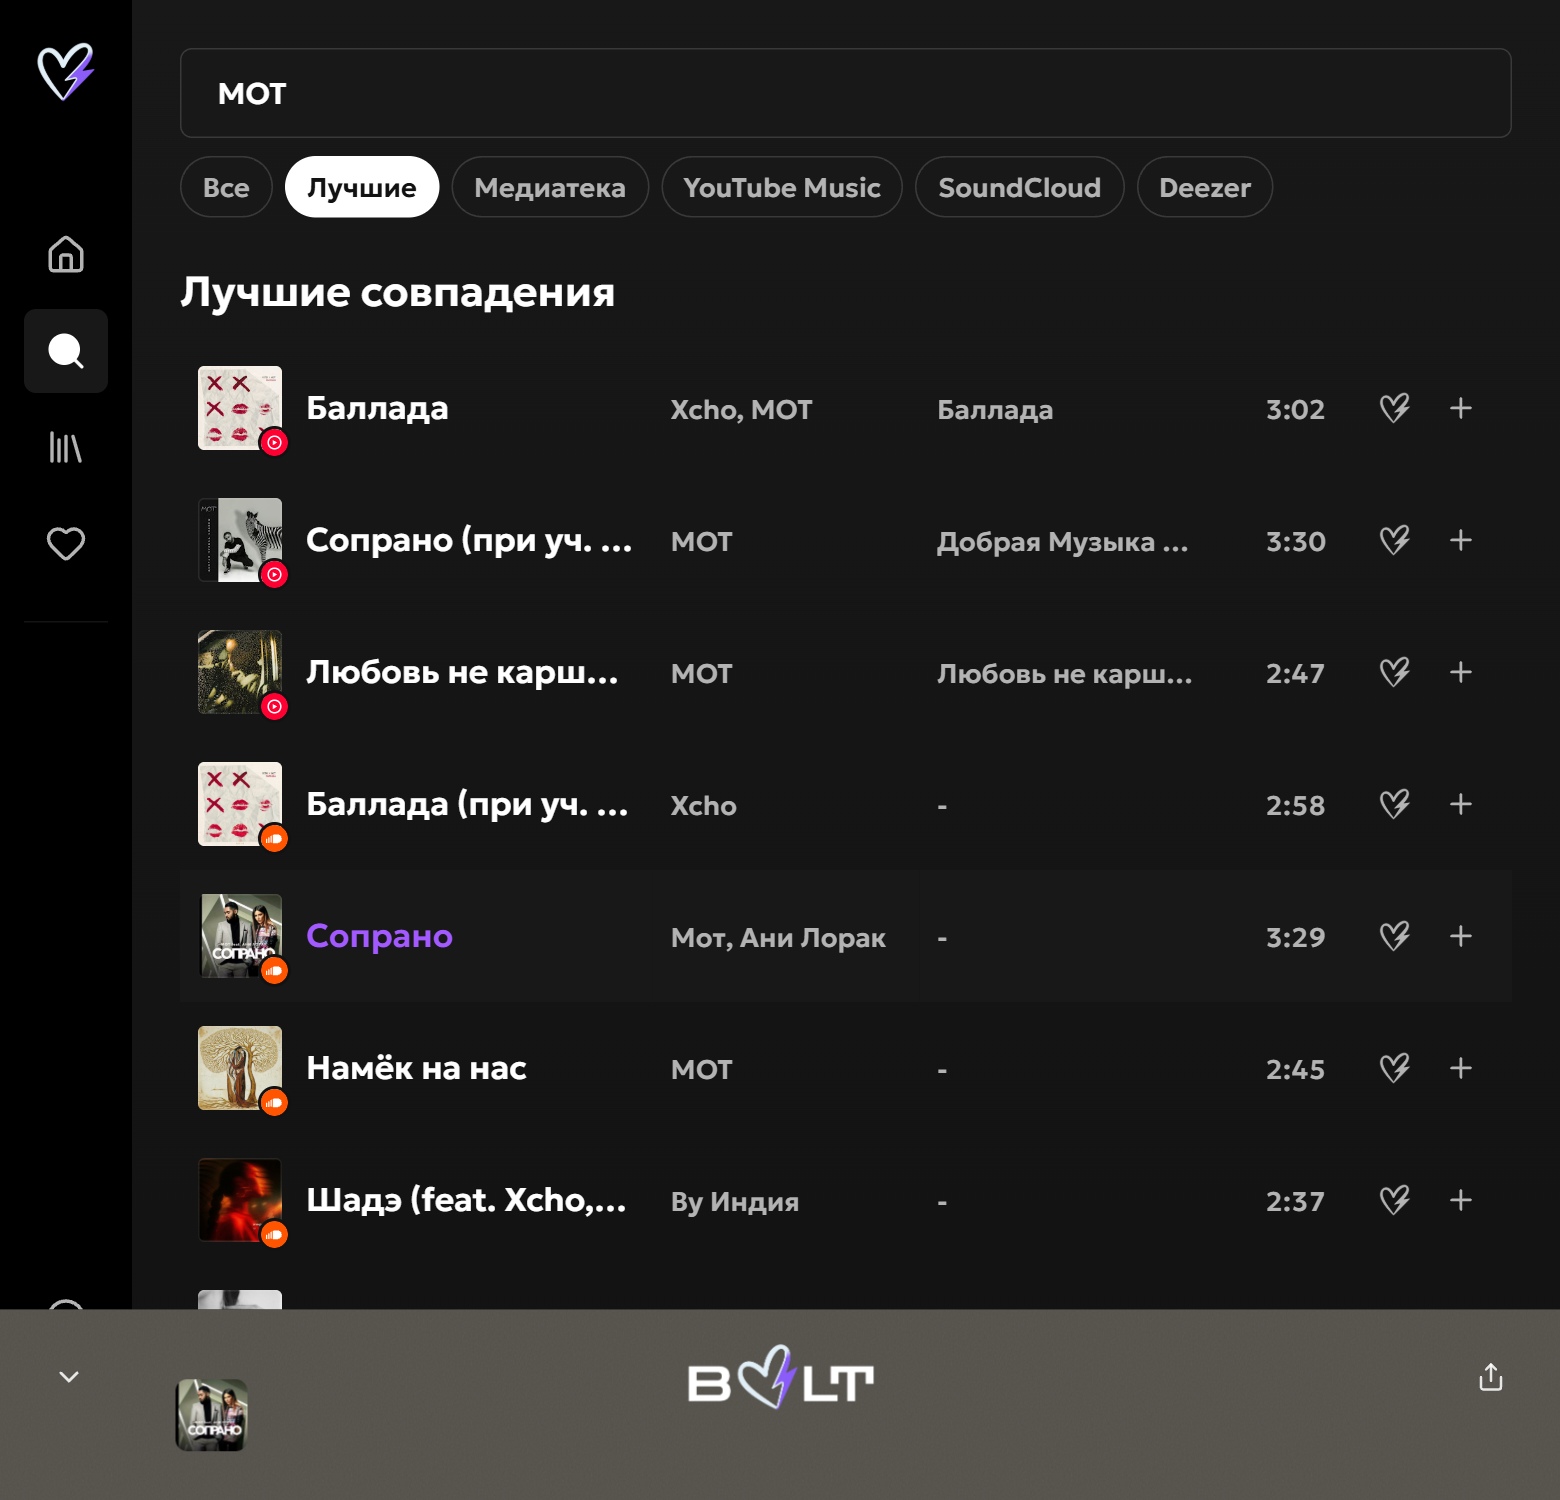 МОТ
Все Лучшие Медиатека YouTube Music SoundCloud Deezer
Лучшие совпадения
Баллада Xcho, МОТ Баллада 3:02
Сопрано (при уч. ... МОТ Добрая Музыка ... 3:30
Любовь не карш... МОТ Любовь не карш... 2:47
Баллада (при уч. ... Xcho - 2:58
Сопрано Мот, Ани Лорак - 3:29
СОПРАНО
Намёк на нас МОТ - 2:45
Шадэ (feat. Xcho,... Ву Индия - 2:37
BOLT
СОПРАНО